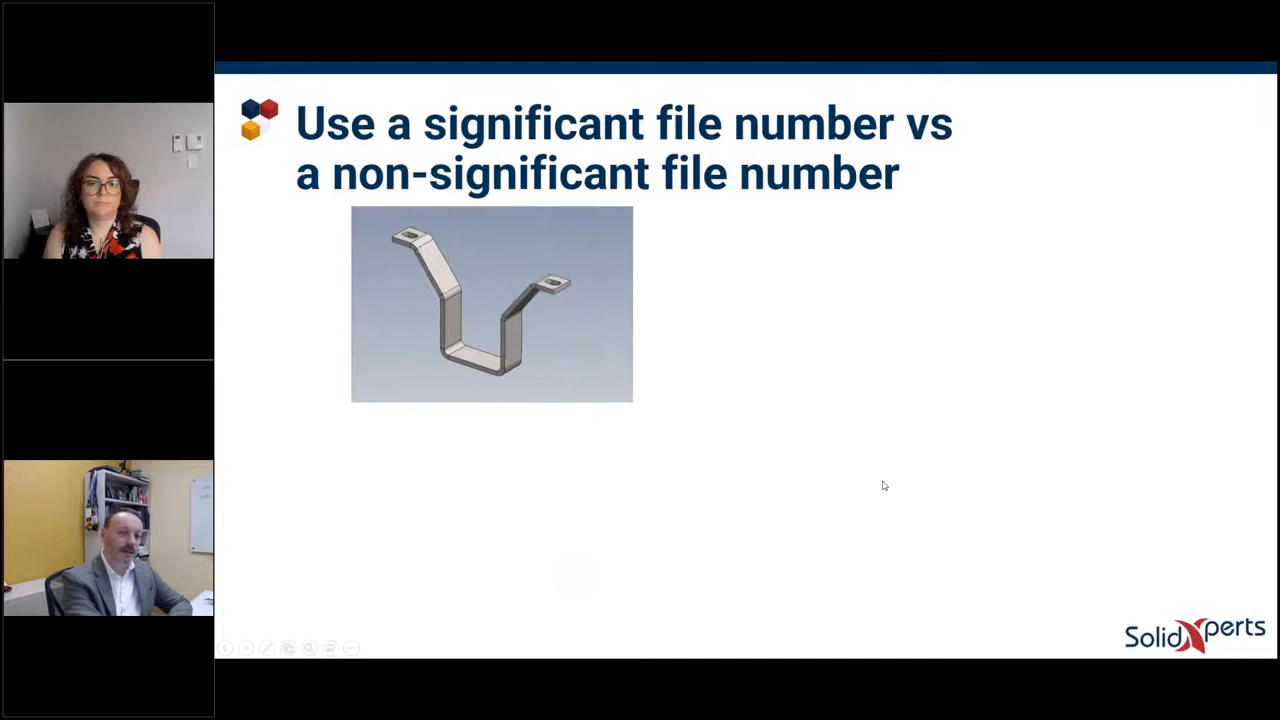 Use a significant file number vs
a non-significant file number
SolidXperts